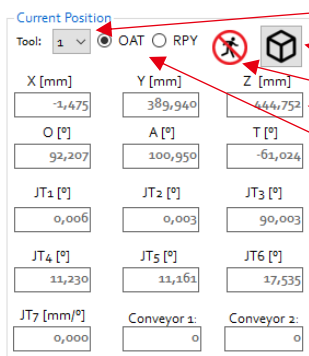 Current Position
Tool: 1 OAT RPY
X [mm] Y [mm] Z [mm]
-1,475 389,940 444,752
O [º] A [º] T [º]
92,207 100,950 -61,024
JT1 [º] JT2 [º] JT3 [º]
0,006 0,003 90,003
JT4 [º] JT5 [º] JT6 [º]
11,230 11,161 17,535
JT7 [mm/º] Conveyor 1: Conveyor 2:
0,000 0 0